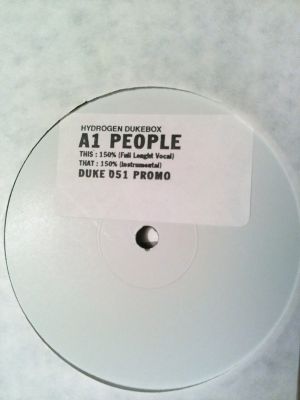 HYDROGEN DUKEBOX
A1 PEOPLE
THIS : 150% (Full Lenght Vocal)
THAT : 150% (Instrumental)
DUKE 051 PROMO